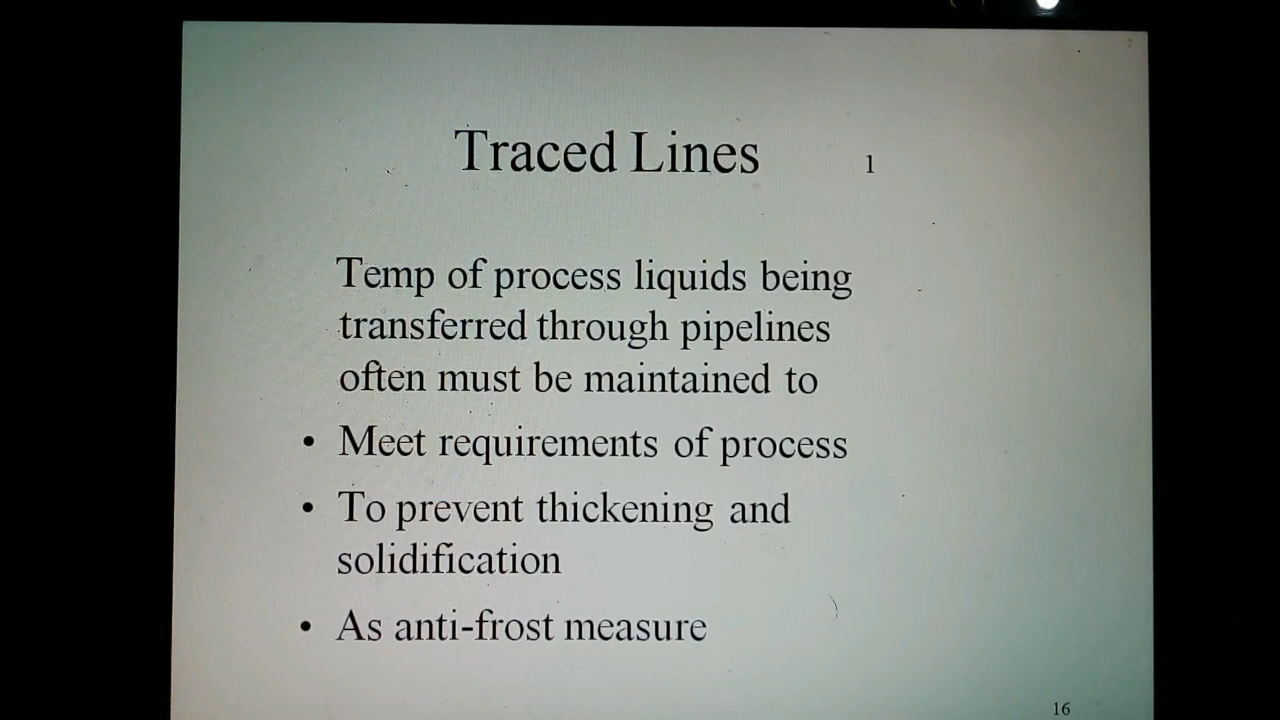 Traced Lines 1
Temp of process liquids being
transferred through pipelines
often must be maintained to
• Meet requirements of process
• To prevent thickening and
solidification
• As anti-frost measure
16